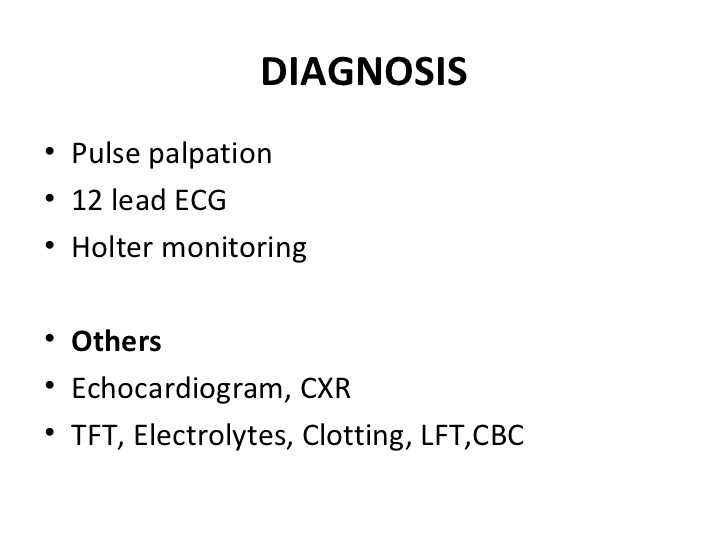 DIAGNOSIS
• Pulse palpation
• 12 lead ECG
• Holter monitoring
• Others
• Echocardiogram, CXR
• TFT, Electrolytes, Clotting, LFT,CBC